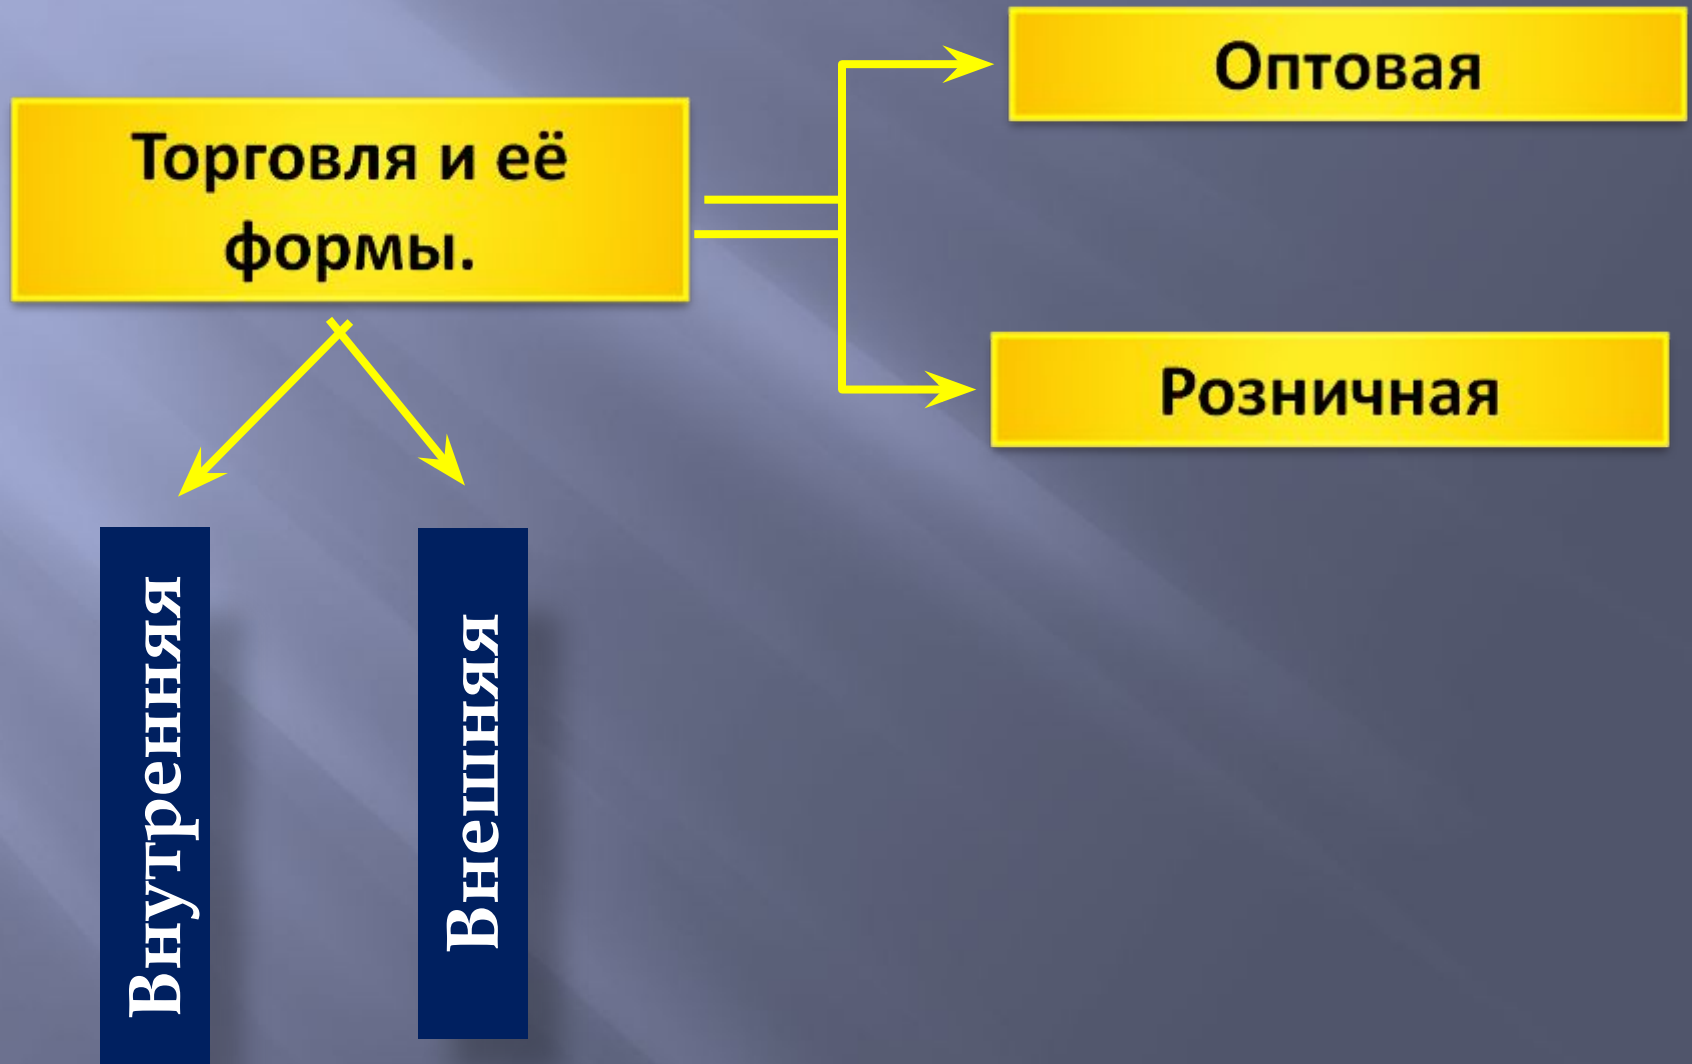 Оптовая
Торговля и её
формы.
Розничная
Внутренняя
Внешняя